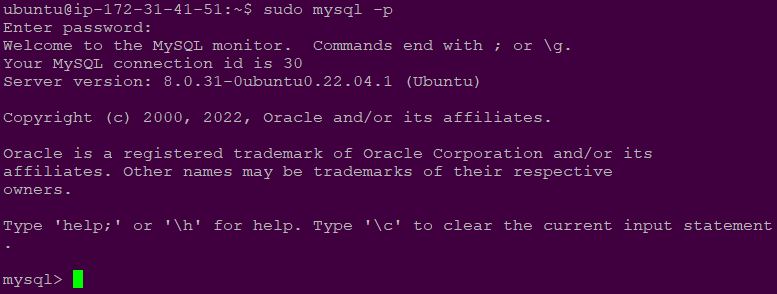 ubuntu@ip-172-31-41-51:~$ sudo mysql -p
Enter password:
Welcome to the MySQL monitor.  Commands end with ; or \g.
Your MySQL connection id is 30
Server version: 8.0.31-0ubuntu0.22.04.1 (Ubuntu)
Copyright (c) 2000, 2022, Oracle and/or its affiliates.
Oracle is a registered trademark of Oracle Corporation and/or its
affiliates. Other names may be trademarks of their respective
owners.
Type 'help;' or '\h' for help. Type '\c' to clear the current input statement
.
mysql>